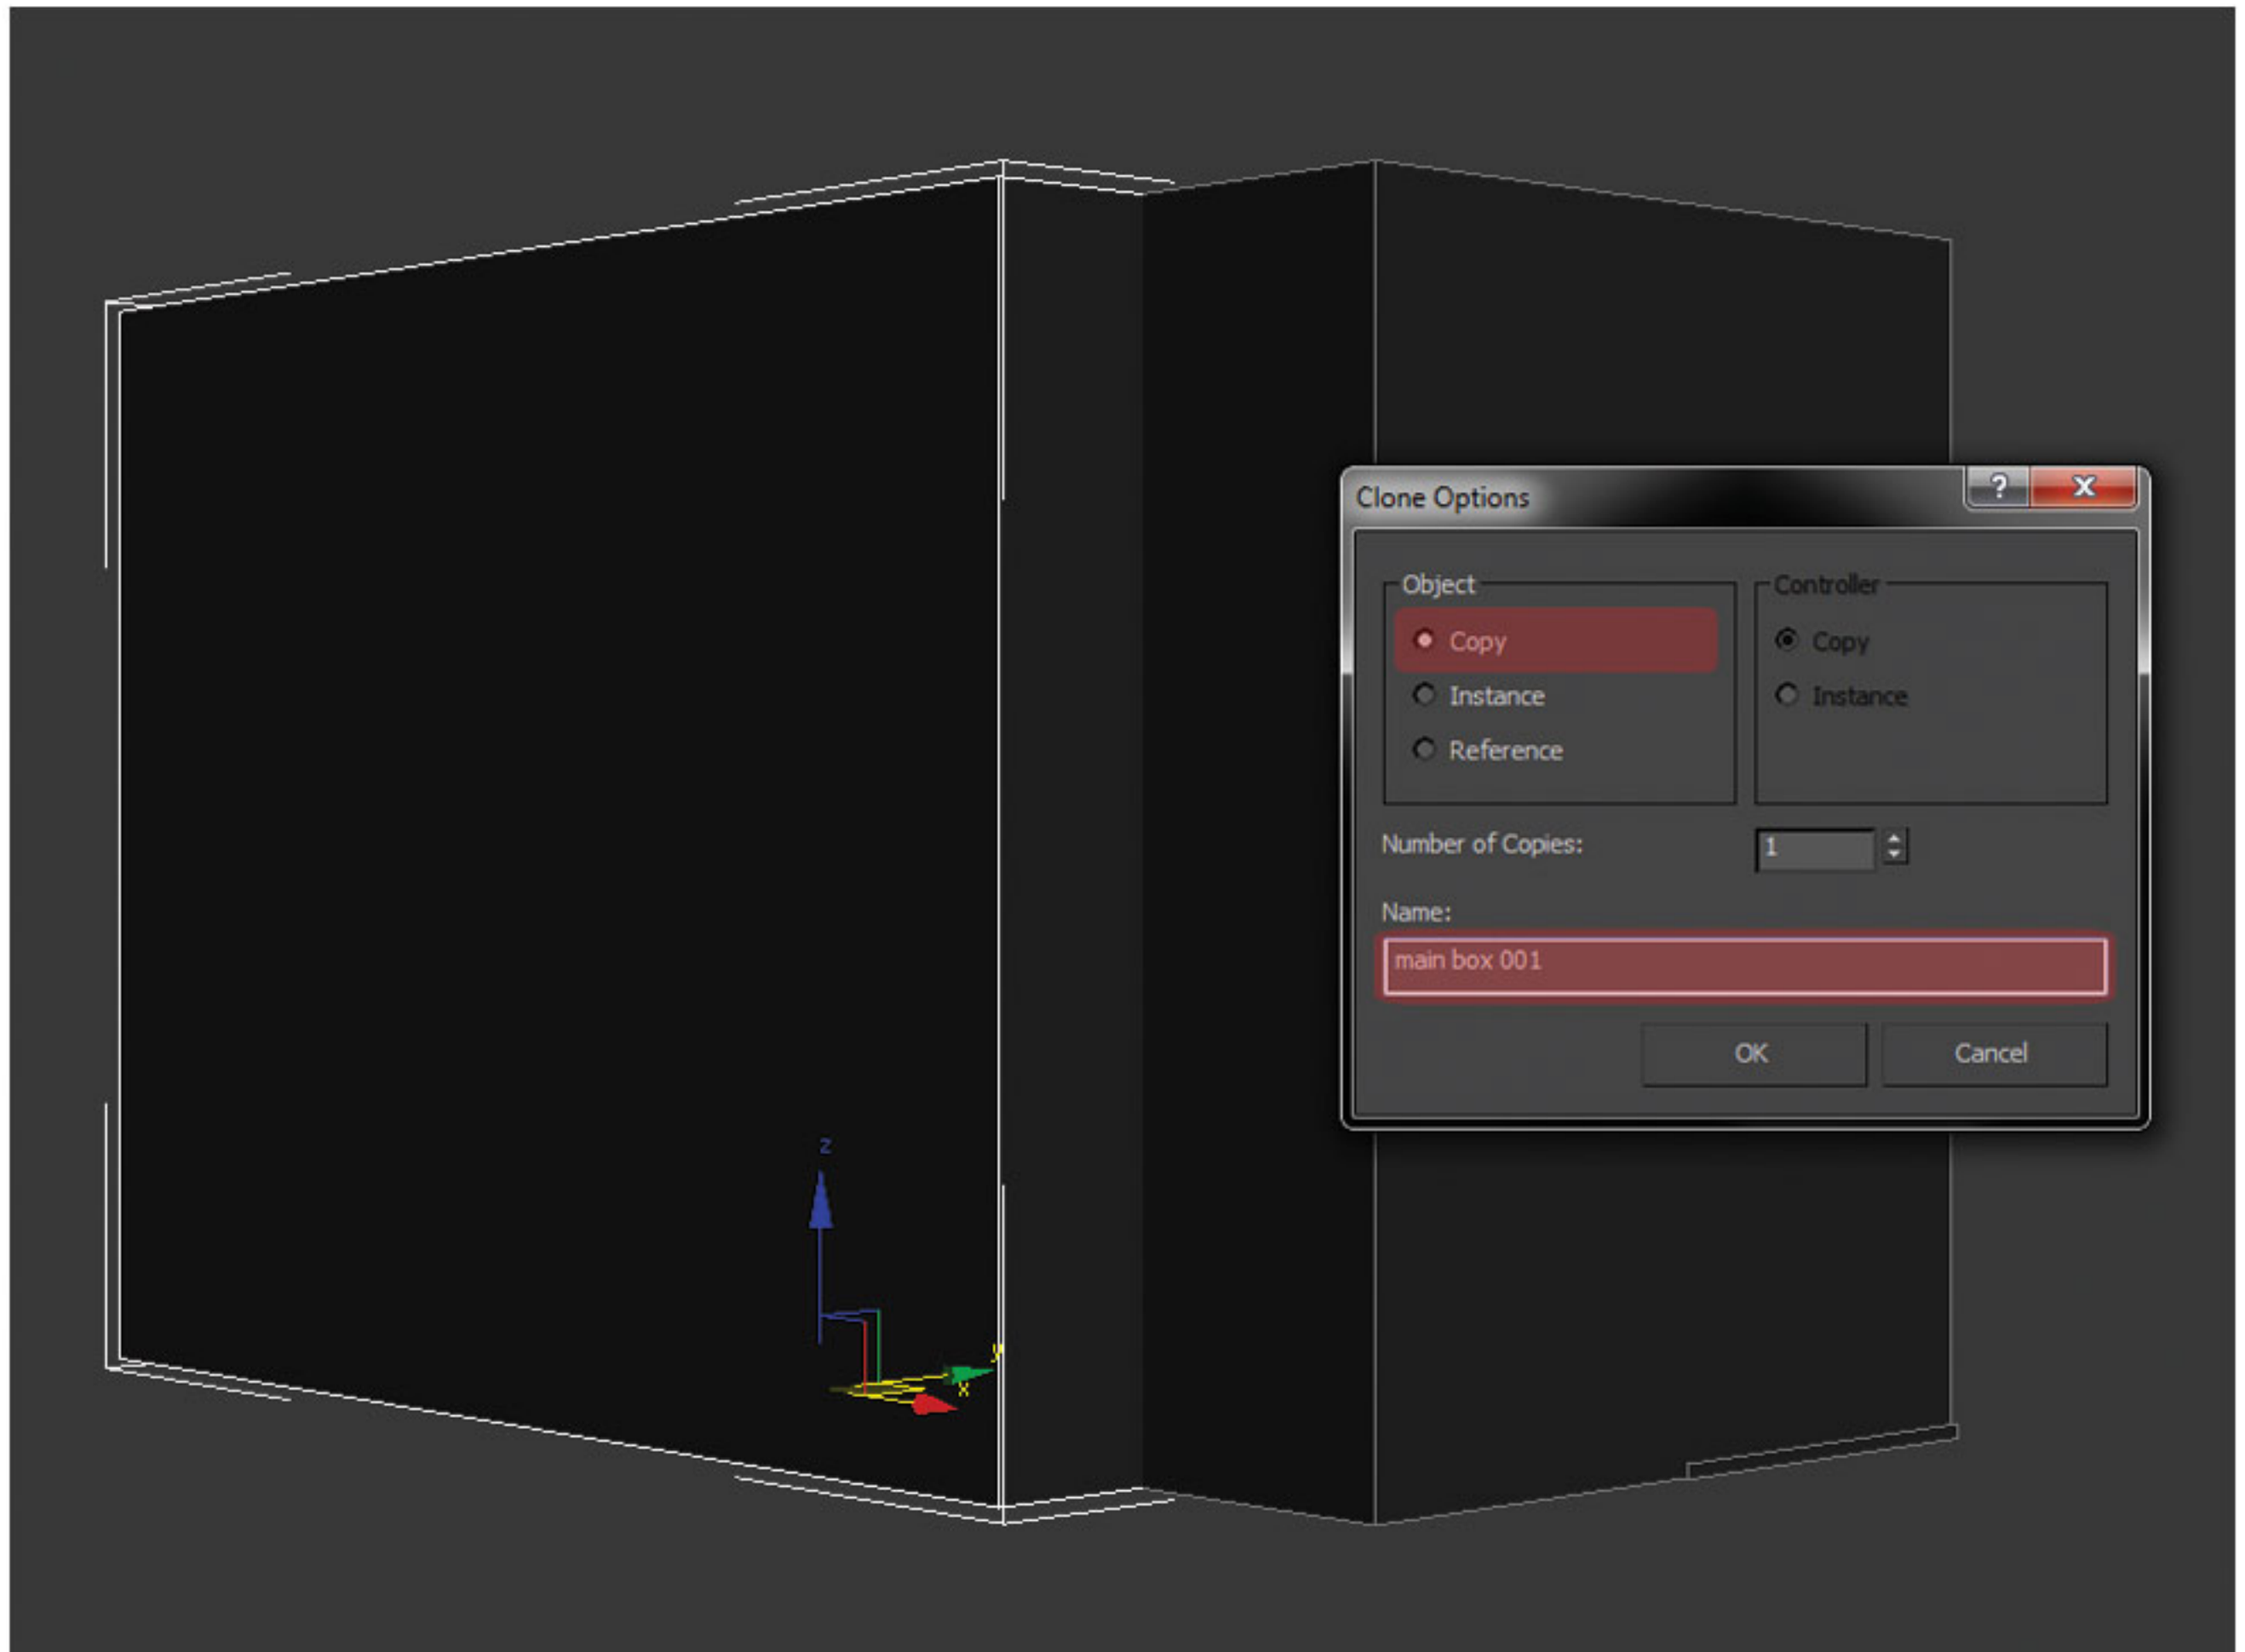 Clone Options
?
X
Object
Controller
Copy
Copy
Instance
Instance
Reference
Number of Copies:
1
Name:
main box 001
OK
Cancel
z
y
x